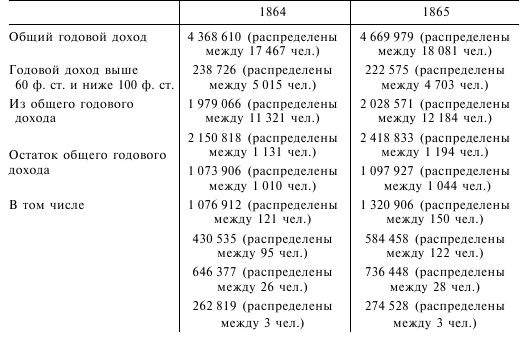 1864 1865
Общий годовой доход 4 368 610 (распределены 4 669 979 (распределены
между 17 467 чел.) между 18 081 чел.)
Годовой доход выше 238 726 (распределены 222 575 (распределены
60 ф. ст. и ниже 100 ф. ст. между 5 015 чел.) между 4 703 чел.)
Из общего годового 1 979 066 (распределены 2 028 571 (распределены
дохода между 11 321 чел.) между 12 184 чел.)
2 150 818 (распределены 2 418 833 (распределены
между 1 131 чел.) между 1 194 чел.)
Остаток общего годового
дохода 1 073 906 (распределены 1 097 927 (распределены
между 1 010 чел.) между 1 044 чел.)
В том числе 1 076 912 (распределены 1 320 906 (распределены
между 121 чел.) между 150 чел.)
430 535 (распределены 584 458 (распределены
между 95 чел.) между 122 чел.)
646 377 (распределены 736 448 (распределены
между 26 чел.) между 28 чел.)
262 819 (распределены 274 528 (распределены
между 3 чел.) между 3 чел.)